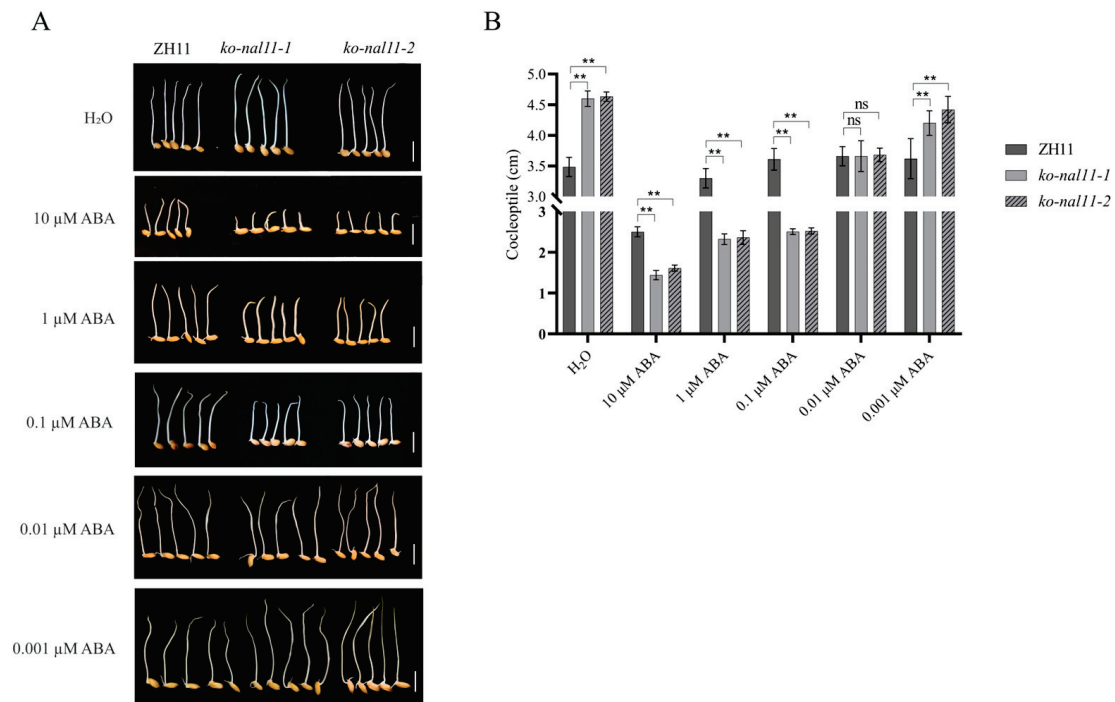 A
ZH11 ko-nal11-1 ko-nal11-2
H₂O
10 μM ABA
1 μM ABA
0.1 μM ABA
0.01 μM ABA
0.001 μM ABA
B
Cocleoptile (cm)
5.0
4.5
4.0
3.5
3.0
3
2
1
0
**
**
**
**
**
**
**
**
ns
ns
**
**
H₂O
10 μM ABA
1 μM ABA
0.1 μM ABA
0.01 μM ABA
0.001 μM ABA
ZH11
ko-nal11-1
ko-nal11-2